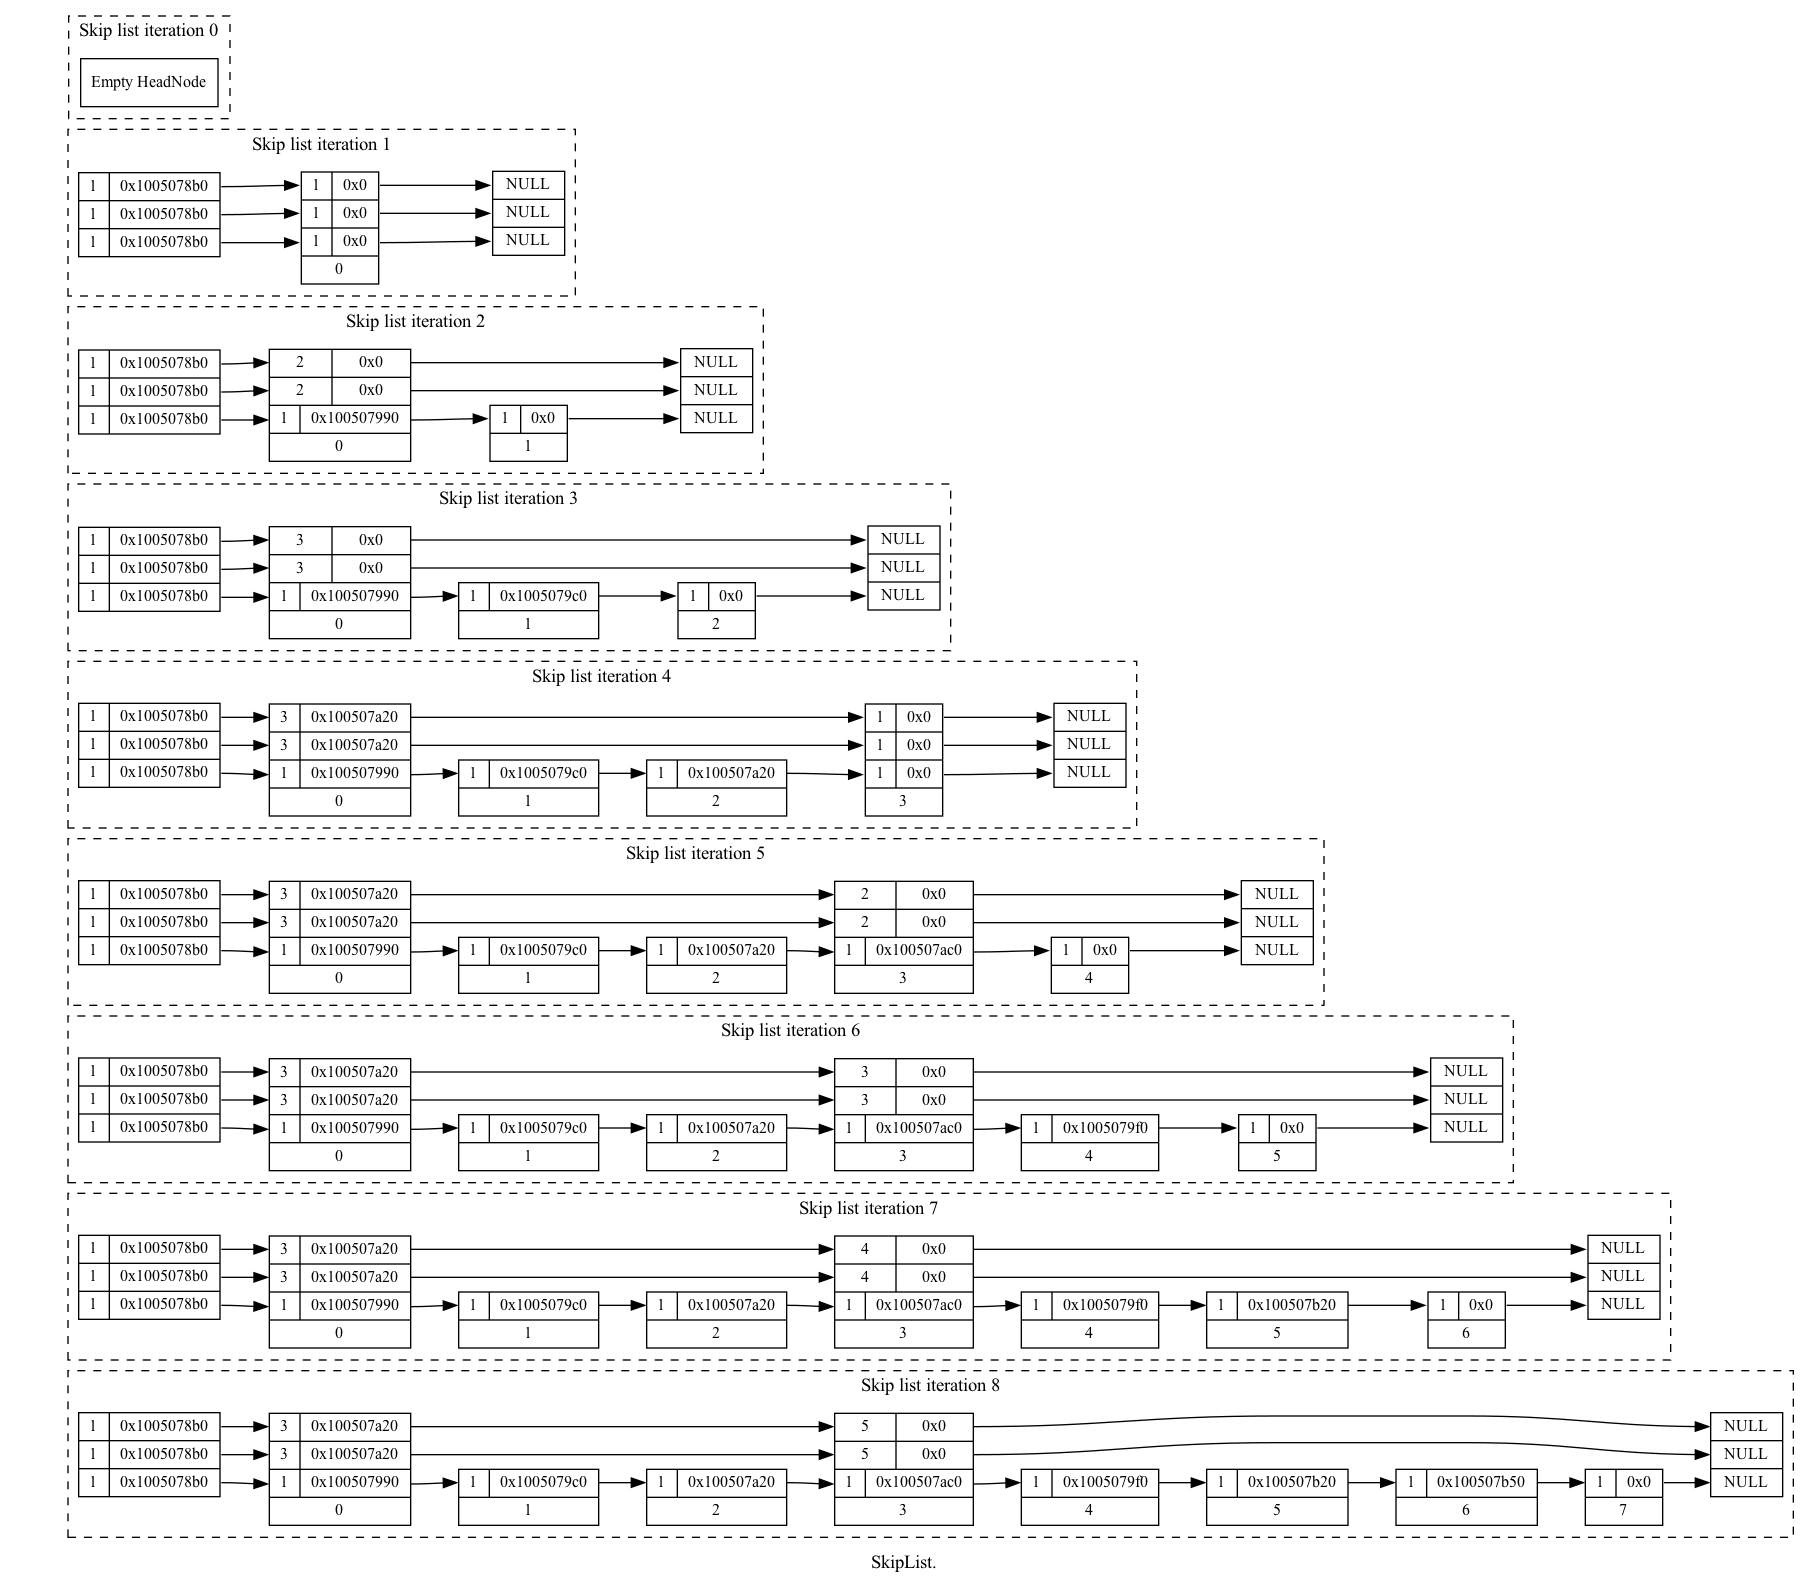 Skip list iteration 0
Empty HeadNode
Skip list iteration 1
1 0x1005078b0 1 0x0 NULL
1 0x1005078b0 1 0x0 NULL
1 0x1005078b0 1 0x0 NULL
0
Skip list iteration 2
1 0x1005078b0 2 0x0 NULL
1 0x1005078b0 2 0x0 NULL
1 0x1005078b0 1 0x100507990 1 0x0 NULL
0 1
Skip list iteration 3
1 0x1005078b0 3 0x0 NULL
1 0x1005078b0 3 0x0 NULL
1 0x1005078b0 1 0x100507990 1 0x1005079c0 1 0x0 NULL
0 1 2
Skip list iteration 4
1 0x1005078b0 3 0x100507a20 1 0x0 NULL
1 0x1005078b0 3 0x100507a20 1 0x0 NULL
1 0x1005078b0 1 0x100507990 1 0x1005079c0 1 0x100507a20 1 0x0 NULL
0 1 2 3
Skip list iteration 5
1 0x1005078b0 3 0x100507a20 2 0x0 NULL
1 0x1005078b0 3 0x100507a20 2 0x0 NULL
1 0x1005078b0 1 0x100507990 1 0x1005079c0 1 0x100507a20 1 0x100507ac0 1 0x0 NULL
0 1 2 3 4
Skip list iteration 6
1 0x1005078b0 3 0x100507a20 3 0x0 NULL
1 0x1005078b0 3 0x100507a20 3 0x0 NULL
1 0x1005078b0 1 0x100507990 1 0x1005079c0 1 0x100507a20 1 0x100507ac0 1 0x1005079f0 1 0x0 NULL
0 1 2 3 4 5
Skip list iteration 7
1 0x1005078b0 3 0x100507a20 4 0x0 NULL
1 0x1005078b0 3 0x100507a20 4 0x0 NULL
1 0x1005078b0 1 0x100507990 1 0x1005079c0 1 0x100507a20 1 0x100507ac0 1 0x1005079f0 1 0x100507b20 1 0x0 NULL
0 1 2 3 4 5 6
Skip list iteration 8
1 0x1005078b0 3 0x100507a20 5 0x0 NULL
1 0x1005078b0 3 0x100507a20 5 0x0 NULL
1 0x1005078b0 1 0x100507990 1 0x1005079c0 1 0x100507a20 1 0x100507ac0 1 0x1005079f0 1 0x100507b20 1 0x100507b50 1 0x0 NULL
0 1 2 3 4 5 6 7
SkipList.